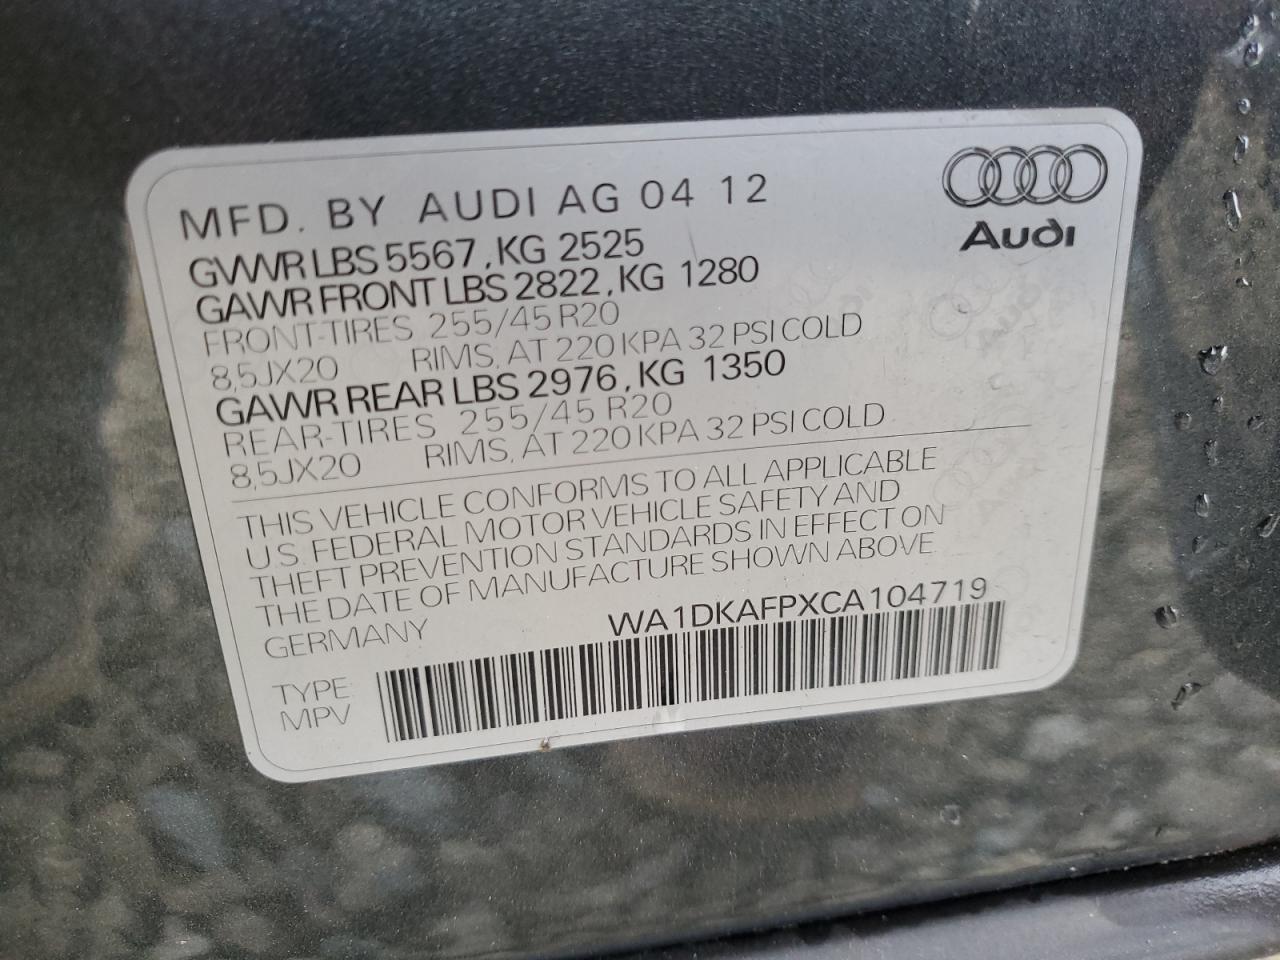 MFD. BY AUDI AG 04 12
Audi
GVWR LBS 5567, KG 2525
GAWR FRONT LBS 2822, KG 1280
FRONT-TIRES 255/45 R20
8,5JX20 RIMS, AT 220 KPA 32 PSI COLD
GAWR REAR LBS 2976, KG 1350
REAR-TIRES 255/45 R20
8,5JX20 RIMS, AT 220 KPA 32 PSI COLD
THIS VEHICLE CONFORMS TO ALL APPLICABLE
U.S. FEDERAL MOTOR VEHICLE SAFETY AND
THEFT PREVENTION STANDARDS IN EFFECT ON
THE DATE OF MANUFACTURE SHOWN ABOVE
GERMANY WA1DKAFPXCA104719
TYPE:
MPV